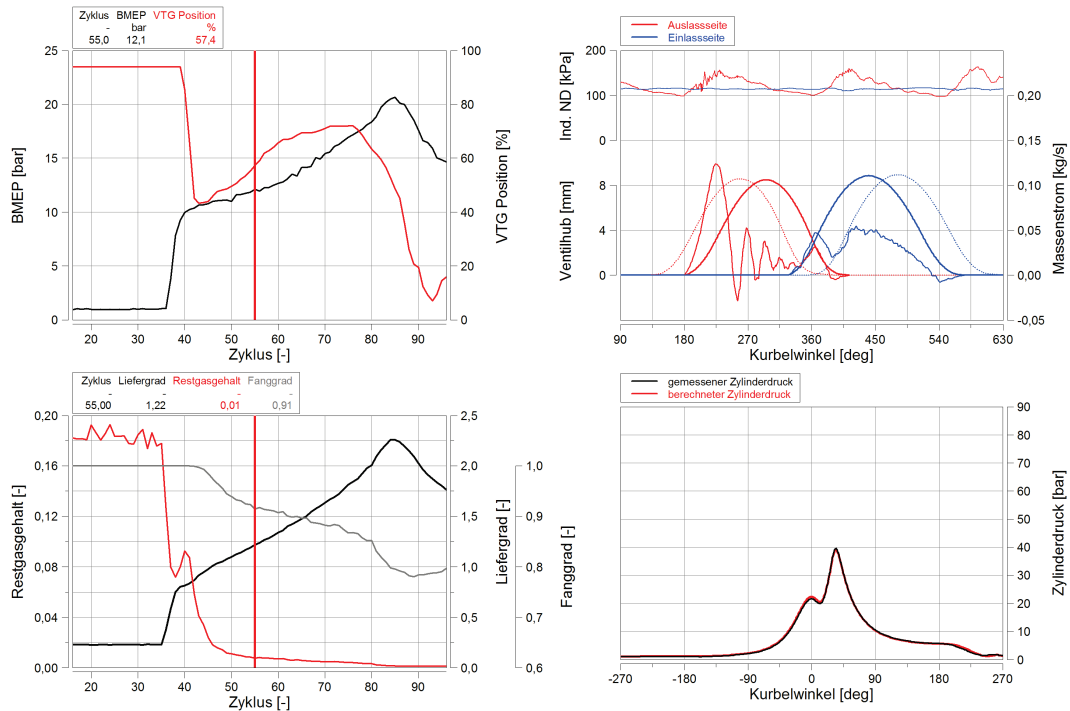 Zyklus BMEP VTG Position
- bar %
55,0 12,1 57,4
25
20
15
10
5
0
BMEP [bar]
100
80
60
40
20
0
VTG Position [%]
20 30 40 50 60 70 80 90
Zyklus [-]
Auslassseite
Einlassseite
200
100
0
Ind. ND [kPa]
8
4
0
Ventilhub [mm]
0,20
0,15
0,10
0,05
0,00
-0,05
Massenstrom [kg/s]
90 180 270 360 450 540 630
Kurbelwinkel [deg]
Zyklus Liefergrad Restgasgehalt Fanggrad
- - - -
55,00 1,22 0,01 0,91
0,20
0,16
0,12
0,08
0,04
0,00
Restgasgehalt [-]
2,5
2,0
1,5
1,0
0,5
0,0
Liefergrad [-]
1,0
0,9
0,8
0,7
0,6
Fanggrad [-]
20 30 40 50 60 70 80 90
Zyklus [-]
gemessener Zylinderdruck
berechneter Zylinderdruck
90
80
70
60
50
40
30
20
10
0
Zylinderdruck [bar]
-270 -180 -90 0 90 180 270
Kurbelwinkel [deg]